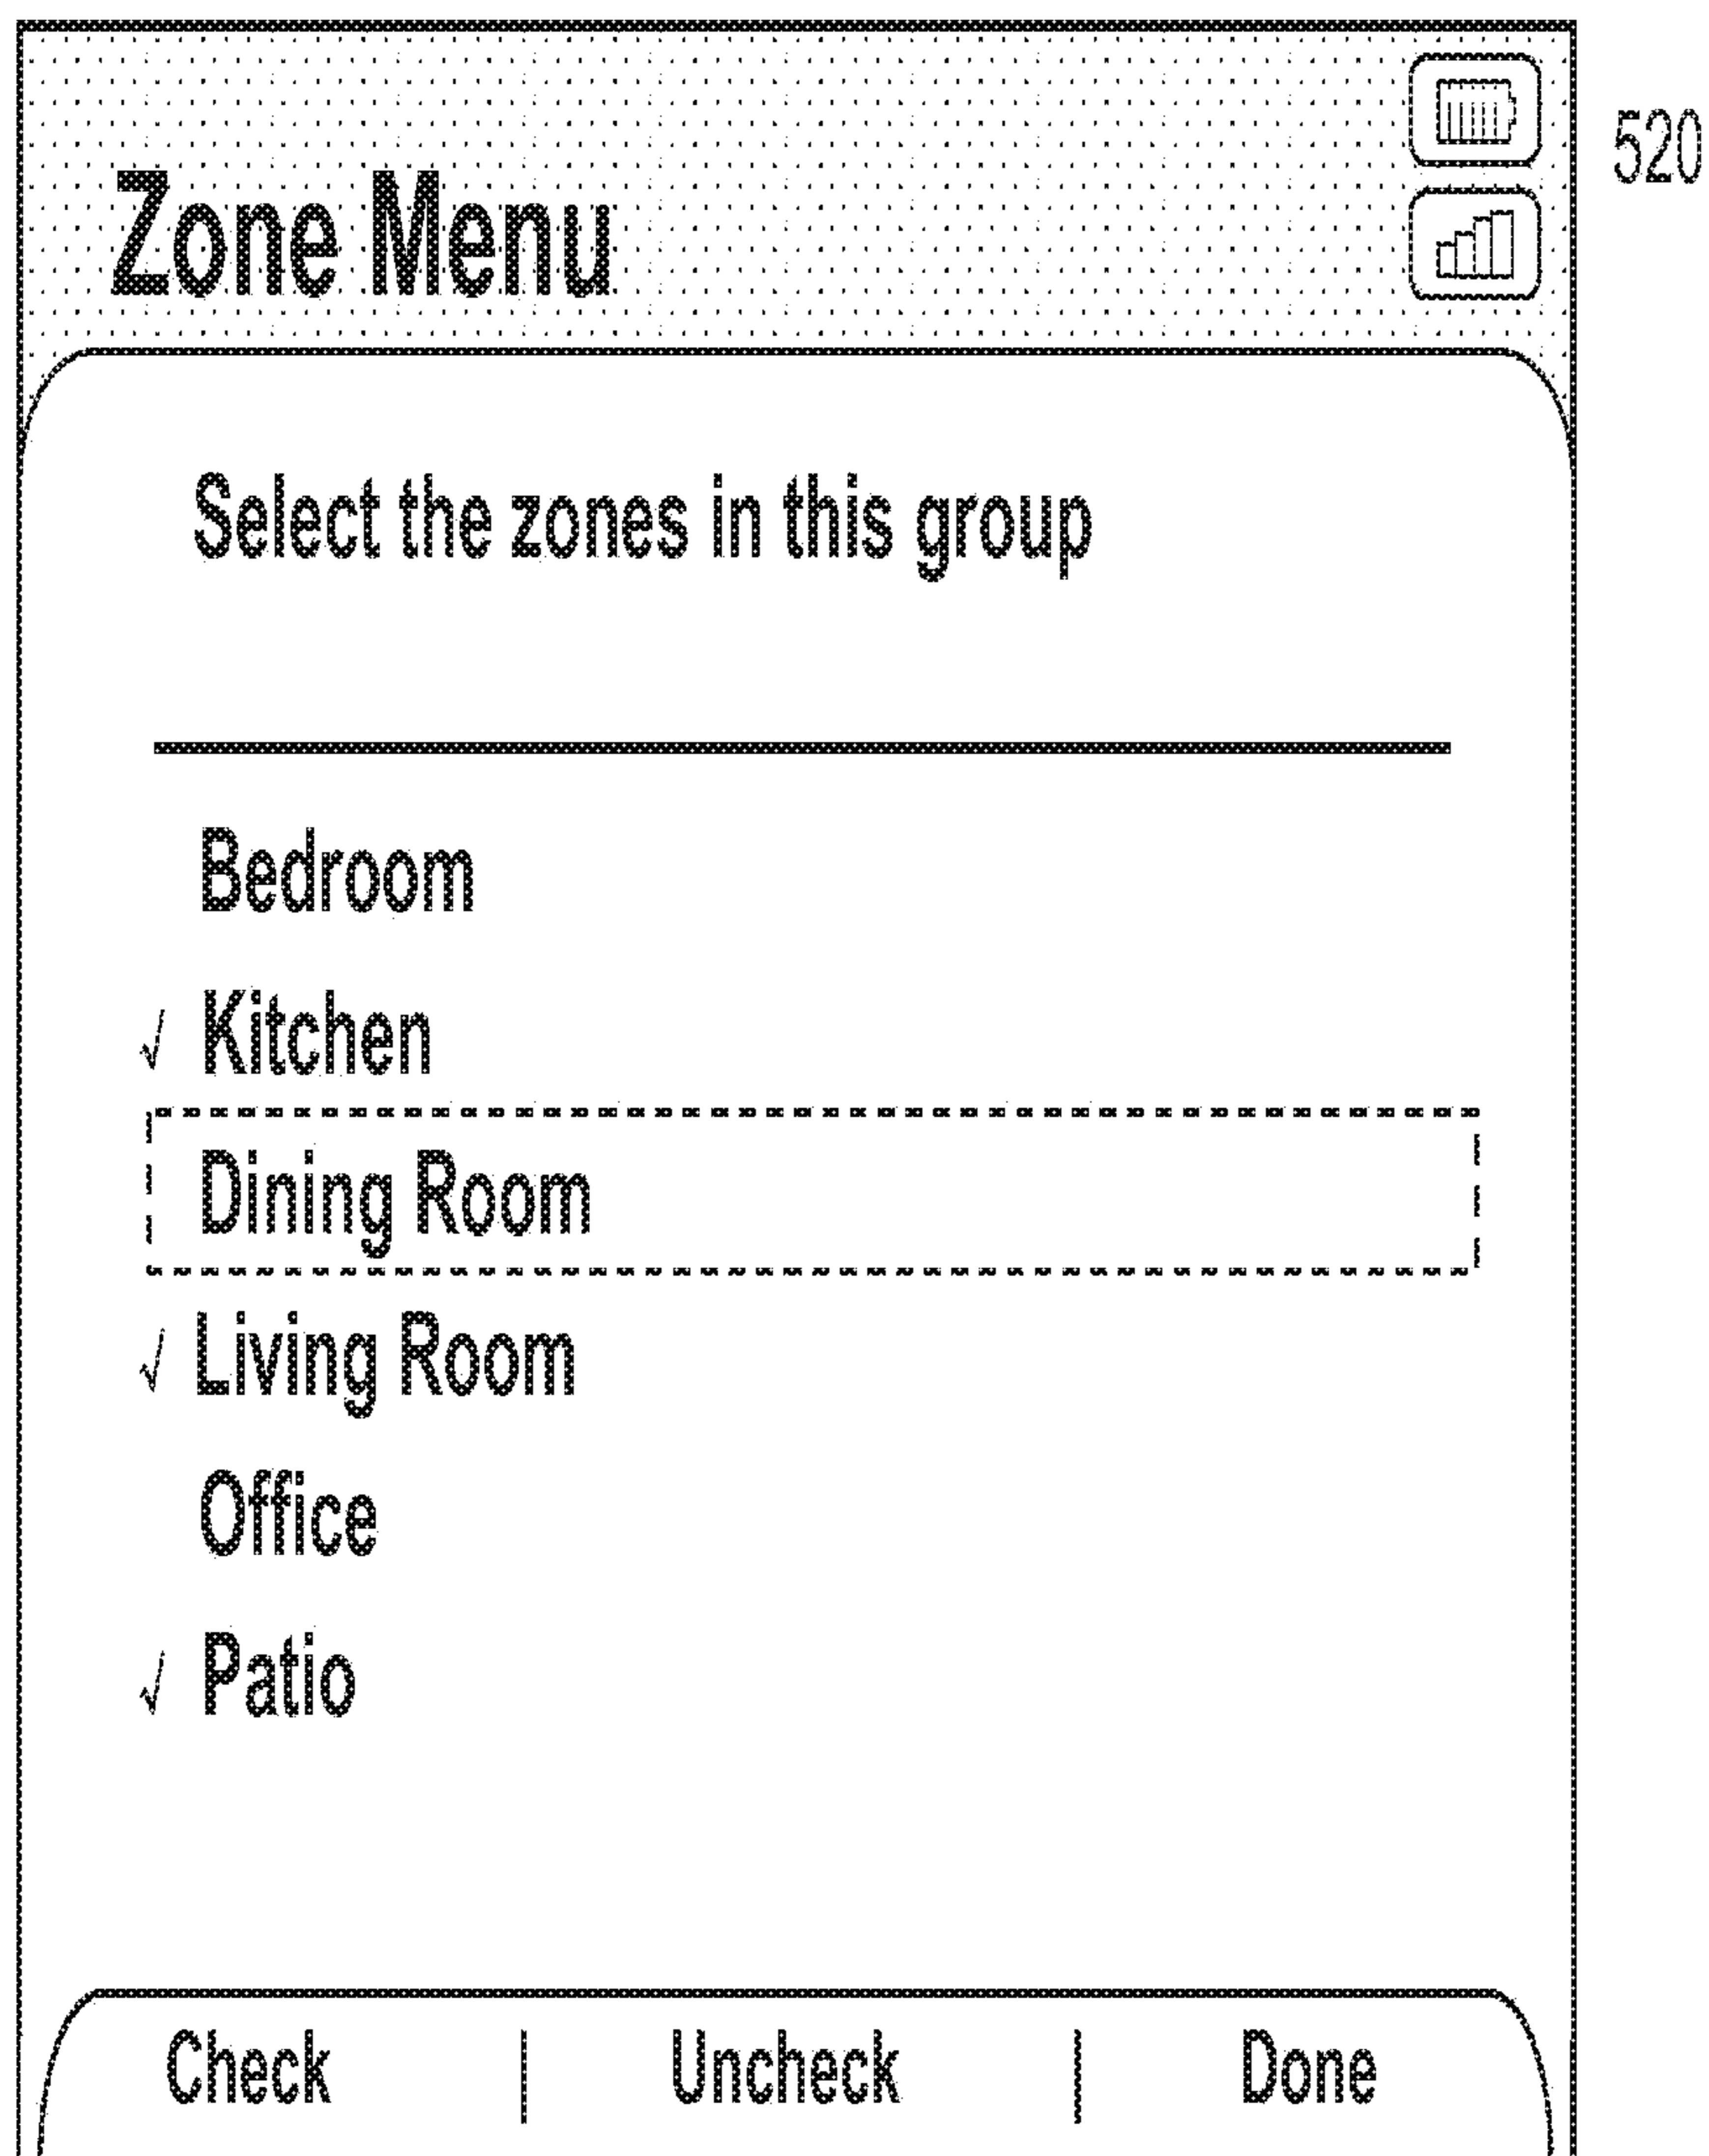 520
Zone Menu
Select the zones in this group
Bedroom
✓ Kitchen
Dining Room
✓ Living Room
Office
✓ Patio
Check | Uncheck | Done